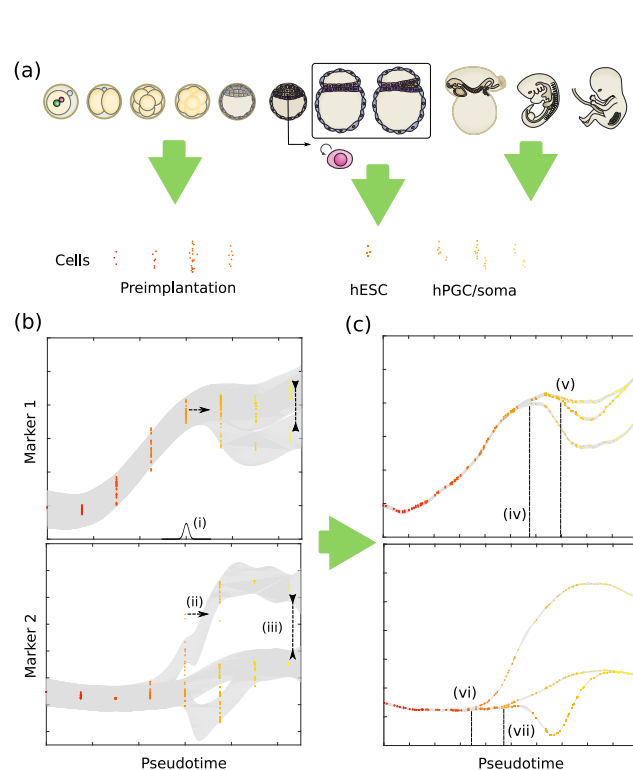 (a)
Cells
Preimplantation
hESC
hPGC/soma
(b)
(c)
Marker 1
(i)
(iv)
(v)
Marker 2
(ii)
(iii)
(vi)
(vii)
Pseudotime
Pseudotime